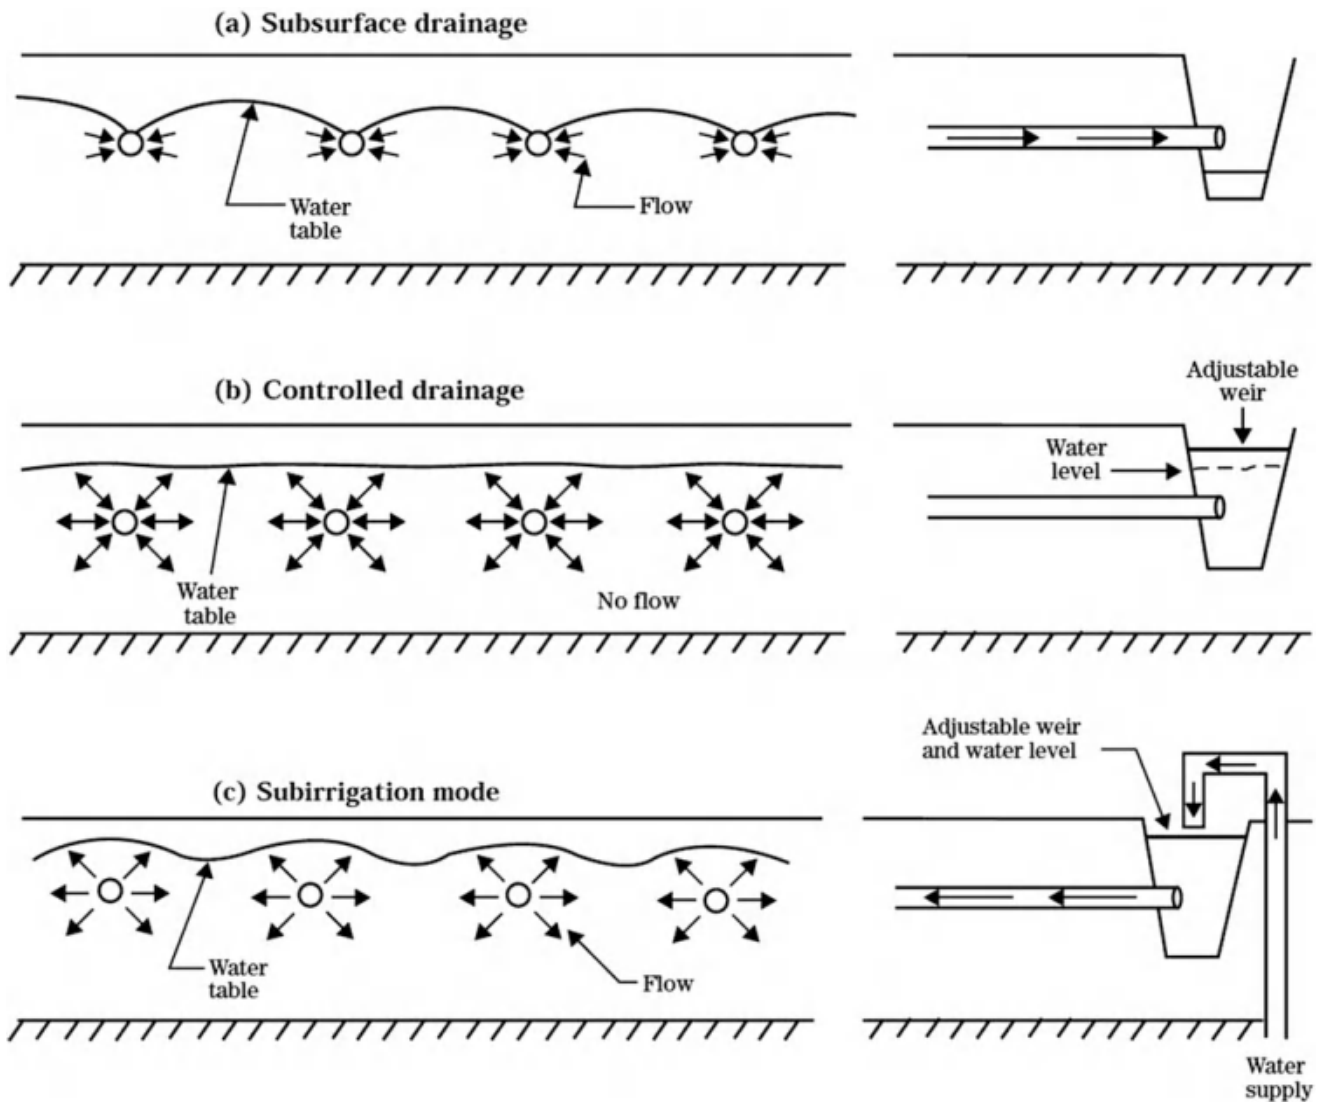 (a) Subsurface drainage
Water
table
Flow
(b) Controlled drainage
Adjustable
weir
Water
level
Water
table
No flow
Adjustable weir
and water level
(c) Subirrigation mode
Water
table
Flow
Water
supply